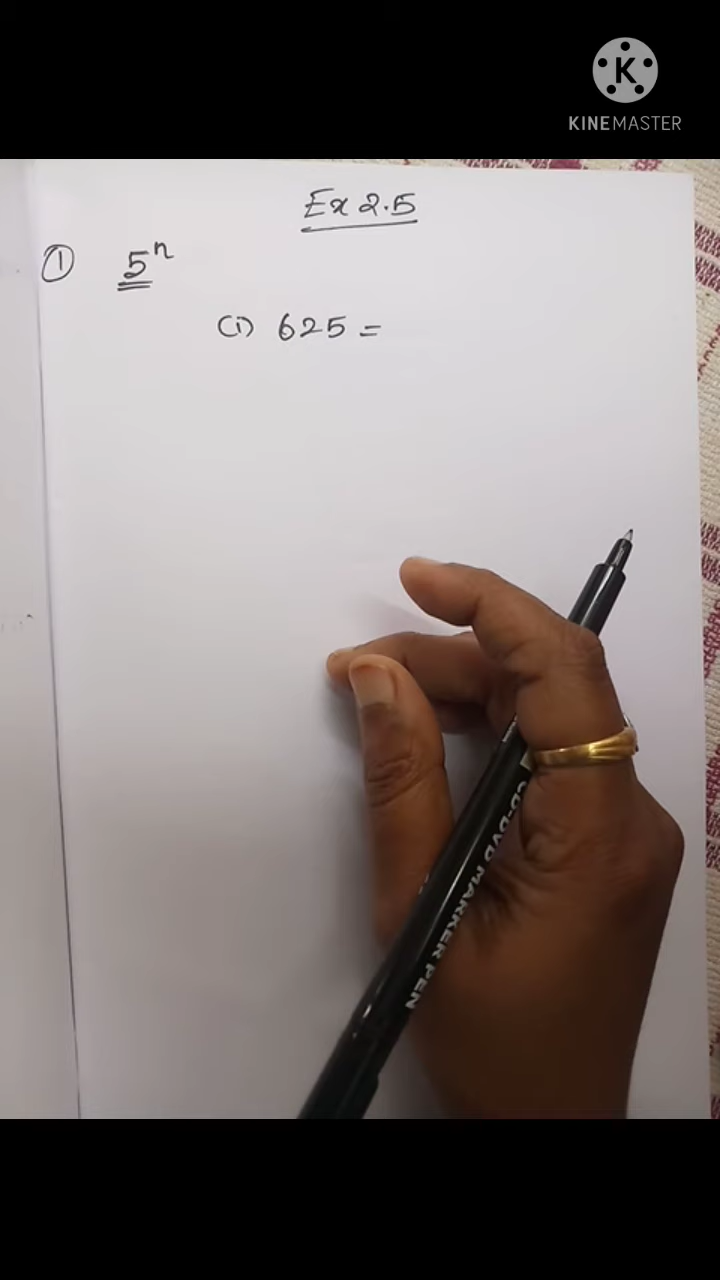 K
KINEMASTER
Ex 2.5
① 5ⁿ
(i) 625 =
CD-DVD MARKER PEN